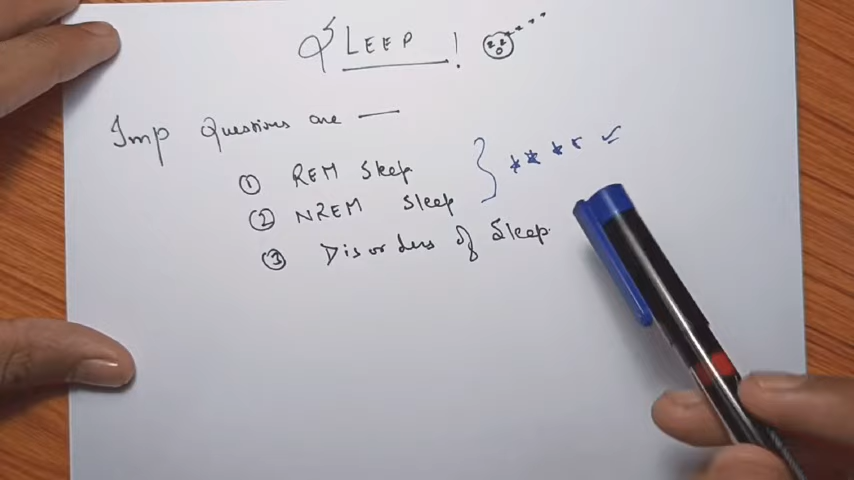 SLEEP !
Imp Questions are —
① REM Sleep
② NREM Sleep
③ Disorders of Sleep